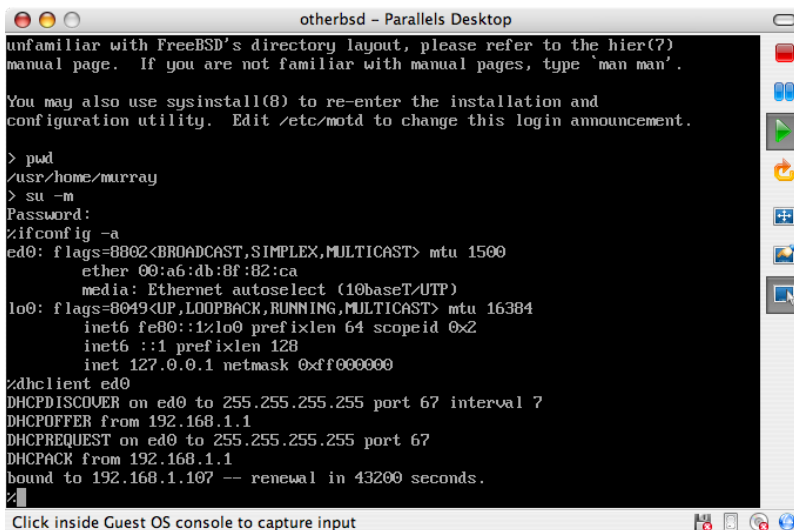 otherbsd – Parallels Desktop
unfamiliar with FreeBSD's directory layout, please refer to the hier(7)
manual page.  If you are not familiar with manual pages, type `man man'.
You may also use sysinstall(8) to re-enter the installation and
configuration utility.  Edit /etc/motd to change this login announcement.
> pwd
/usr/home/murray
> su -m
Password:
%ifconfig -a
ed0: flags=8802<BROADCAST,SIMPLEX,MULTICAST> mtu 1500
        ether 00:a6:db:8f:82:ca
        media: Ethernet autoselect (10baseT/UTP)
lo0: flags=8049<UP,LOOPBACK,RUNNING,MULTICAST> mtu 16384
        inet6 fe80::1%lo0 prefixlen 64 scopeid 0x2
        inet6 ::1 prefixlen 128
        inet 127.0.0.1 netmask 0xff000000
%dhclient ed0
DHCPDISCOVER on ed0 to 255.255.255.255 port 67 interval 7
DHCPOFFER from 192.168.1.1
DHCPREQUEST on ed0 to 255.255.255.255 port 67
DHCPACK from 192.168.1.1
bound to 192.168.1.107 -- renewal in 43200 seconds.
%
Click inside Guest OS console to capture input